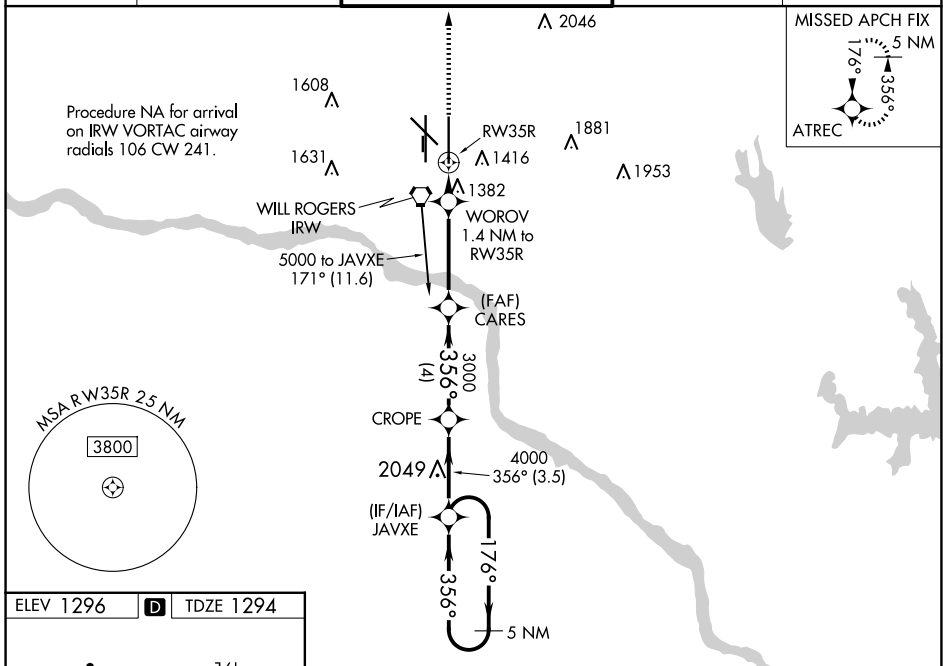 2046
MISSED APCH FIX
5 NM
176°
356°
ATREC
1608
Procedure NA for arrival
on IRW VORTAC airway
radials 106 CW 241.
RW35R
1416
1881
1631
1953
1382
WILL ROGERS
IRW
WOROV
1.4 NM to
RW35R
5000 to JAVXE
171° (11.6)
(FAF)
CARES
3000
356°
(4)
MSA RW35R 25 NM
3800
CROPE
2049
4000
356° (3.5)
(IF/IAF)
JAVXE
176°
356°
5 NM
ELEV 1296
D
TDZE 1294